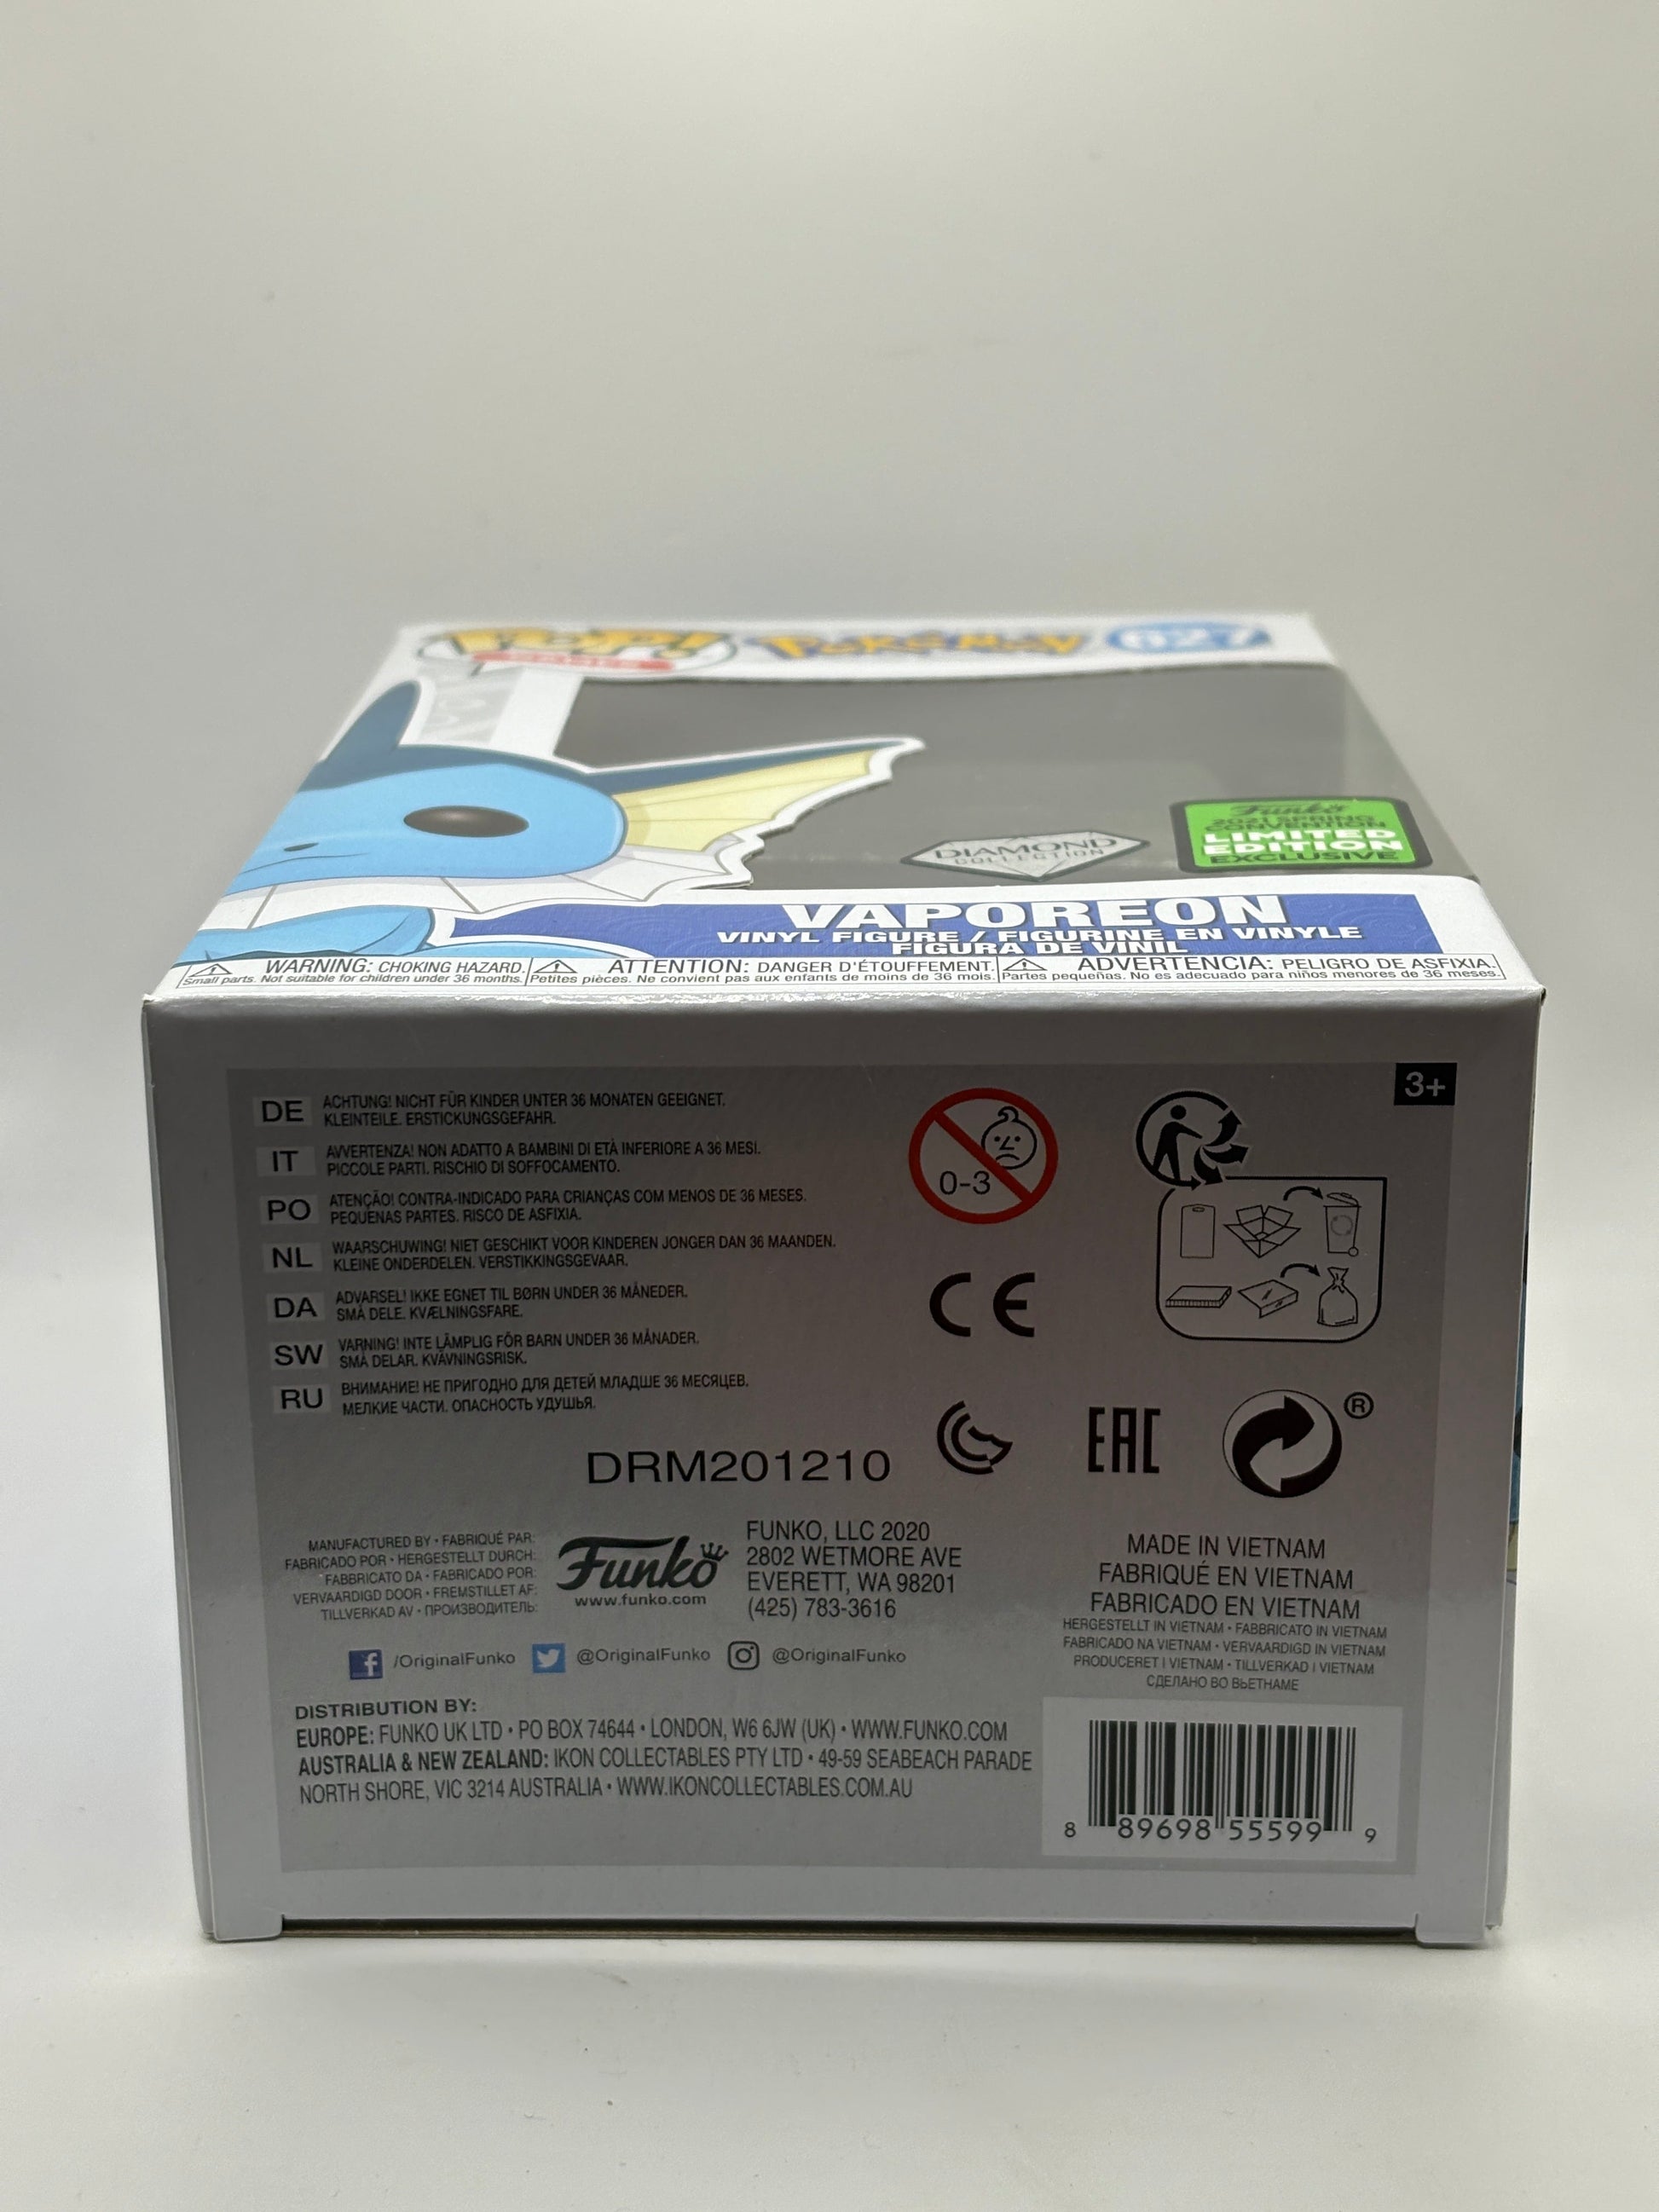 POP!
GAMES
POKÉMON
627
Funko
2021 SPRING
CONVENTION
LIMITED
EDITION
EXCLUSIVE
DIAMOND
COLLECTION
VAPOREON
VINYL FIGURE / FIGURINE EN VINYLE
FIGURA DE VINIL
WARNING: CHOKING HAZARD.
Small parts. Not suitable for children under 36 months.
ATTENTION: DANGER D'ÉTOUFFEMENT.
Petites pièces. Ne convient pas aux enfants de moins de 36 mois.
ADVERTENCIA: PELIGRO DE ASFIXIA.
Partes pequeñas. No es adecuado para niños menores de 36 meses.
3+
DE ACHTUNG! NICHT FÜR KINDER UNTER 36 MONATEN GEEIGNET.
KLEINTEILE. ERSTICKUNGSGEFAHR.
IT AVVERTENZA! NON ADATTO A BAMBINI DI ETÀ INFERIORE A 36 MESI.
PICCOLE PARTI. RISCHIO DI SOFFOCAMENTO.
PO ATENÇÃO! CONTRA-INDICADO PARA CRIANÇAS COM MENOS DE 36 MESES.
PEQUENAS PARTES. RISCO DE ASFIXIA.
NL WAARSCHUWING! NIET GESCHIKT VOOR KINDEREN JONGER DAN 36 MAANDEN.
KLEINE ONDERDELEN. VERSTIKKINGSGEVAAR.
DA ADVARSEL! IKKE EGNET TIL BØRN UNDER 36 MÅNEDER.
SMÅ DELE. KVÆLNINGSFARE.
SW VARNING! INTE LÄMPLIG FÖR BARN UNDER 36 MÅNADER.
SMÅ DELAR. KVÄVNINGSRISK.
RU ВНИМАНИЕ! НЕ ПРИГОДНО ДЛЯ ДЕТЕЙ МЛАДШЕ 36 МЕСЯЦЕВ.
МЕЛКИЕ ЧАСТИ. ОПАСНОСТЬ УДУШЬЯ.
0-3
CE
EAC
®
DRM201210
MANUFACTURED BY • FABRIQUÉ PAR:
FABRICADO POR • HERGESTELLT DURCH:
FABBRICATO DA • FABRICADO POR:
VERVAARDIGD DOOR • FREMSTILLET AF:
TILLVERKAD AV • ПРОИЗВОДИТЕЛЬ:
Funko
www.funko.com
FUNKO, LLC 2020
2802 WETMORE AVE
EVERETT, WA 98201
(425) 783-3616
MADE IN VIETNAM
FABRIQUÉ EN VIETNAM
FABRICADO EN VIETNAM
HERGESTELLT IN VIETNAM • FABBRICATO IN VIETNAM
FABRICADO NA VIETNAM • VERVAARDIGD IN VIETNAM
PRODUCERET I VIETNAM • TILLVERKAD I VIETNAM
СДЕЛАНО ВО ВЬЕТНАМЕ
f /OriginalFunko @OriginalFunko @OriginalFunko
DISTRIBUTION BY:
EUROPE: FUNKO UK LTD • PO BOX 74644 • LONDON, W6 6JW (UK) • WWW.FUNKO.COM
AUSTRALIA & NEW ZEALAND: IKON COLLECTABLES PTY LTD • 49-59 SEABEACH PARADE
NORTH SHORE, VIC 3214 AUSTRALIA • WWW.IKONCOLLECTABLES.COM.AU
8 89698 55599 9